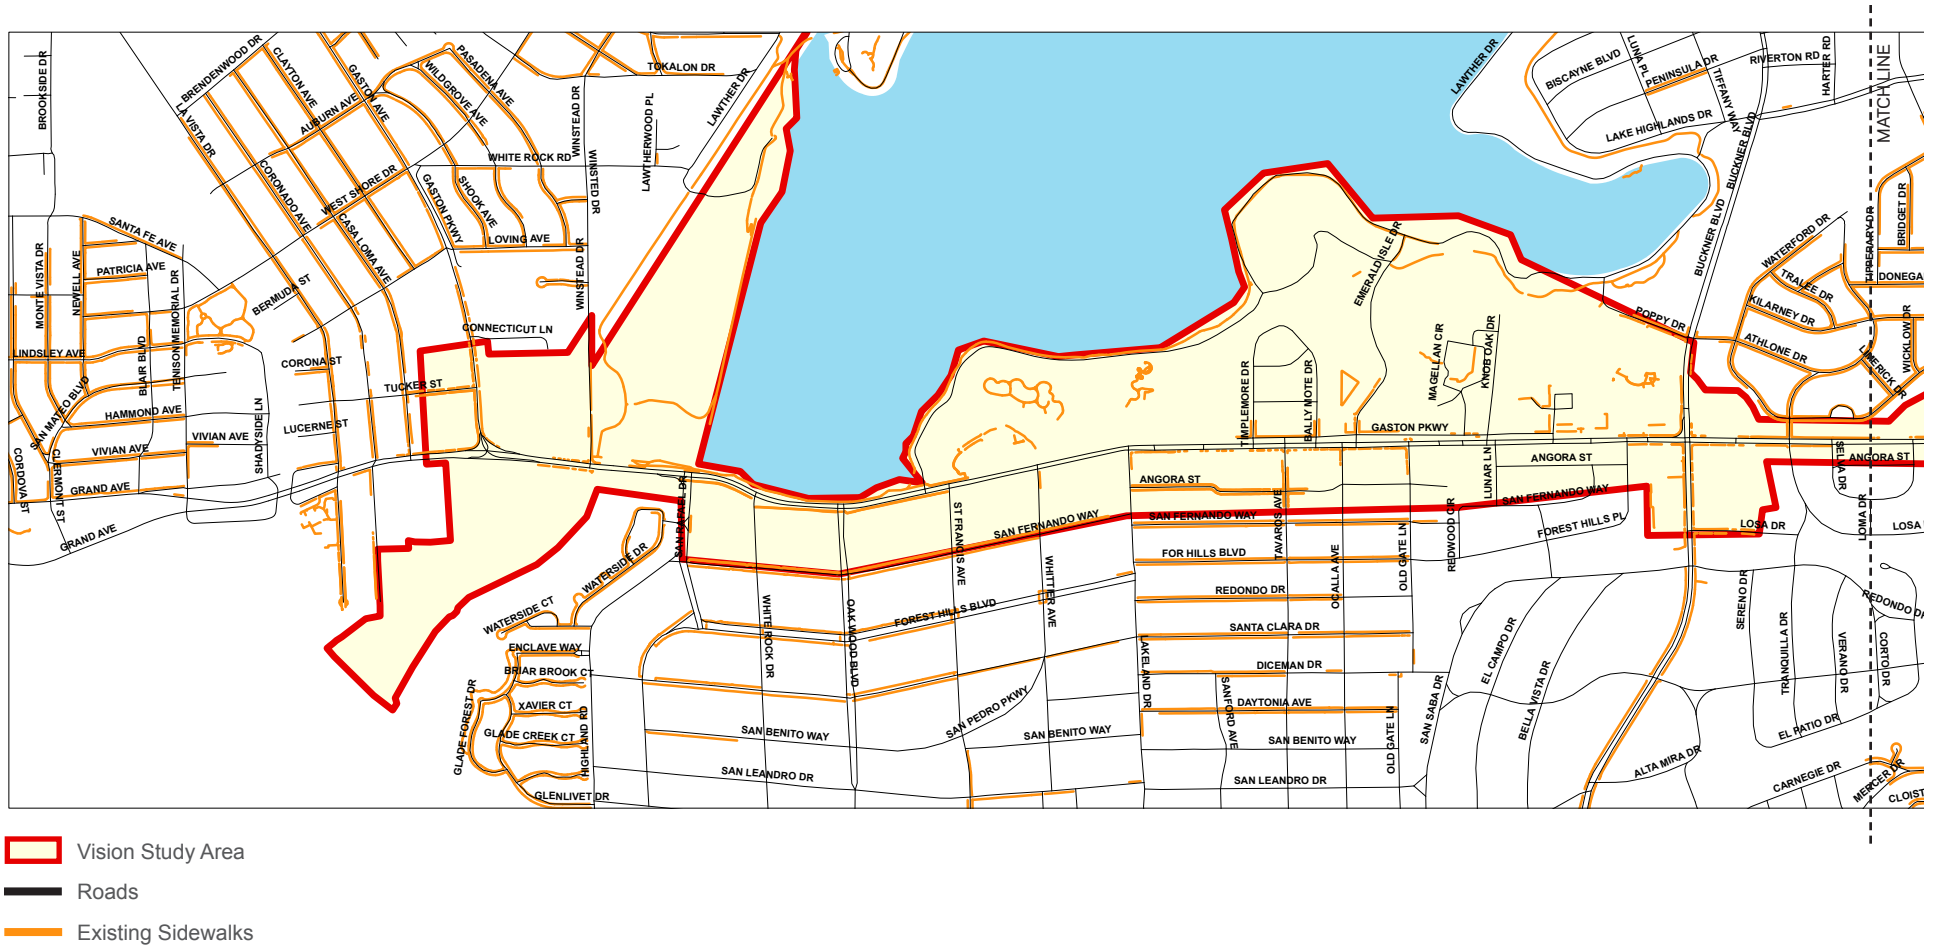 BROOKSIDE DR
BRENDENWOOD DR
CLAYTON AVE
GASTON AVE
PASADENA AVE
WILDGROVE AVE
AUBURN AVE
LA VISTA DR
CORONADO AVE
WEST SHORE DR
CASA LOMA AVE
GASTON PKWY
SHOOK AVE
LOVING AVE
WHITE ROCK RD
WINSTEAD DR
WINSTED DR
WINSTEAD DR
LAWTHERWOOD PL
TOKALON DR
LAWTHER DR
LAWTHER DR
BISCAYNE BLVD
LUNA PL
PENINSULA DR
TIFFANY WAY
RIVERTON RD
HARTER RD
LAKE HIGHLANDS DR
BUCKNER BLVD
BUCKNER BLVD
MATCHLINE
WATERFORD DR
TIPPERARY DR
BRIDGET DR
DONEGA
TRALEE DR
KILARNEY DR
ATHLONE DR
LIMERICK DR
WICKLOW DR
POPPY DR
SANTA FE AVE
MONTE VISTA DR
NEWELL AVE
PATRICIA AVE
TENISON MEMORIAL DR
BERMUDA ST
LINDSLEY AVE
BLAIR BLVD
SAN MATEO BLVD
HAMMOND AVE
VIVIAN AVE
VIVIAN AVE
SHADYSIDE LN
GRAND AVE
GRAND AVE
CORDOVA ST
CLERMONT ST
CORONA ST
TUCKER ST
LUCERNE ST
CONNECTICUT LN
EMERALD ISLE DR
TIMPLEMORE DR
BALLY MOTE DR
MAGELLAN CIR
KNOB OAK DR
GASTON PKWY
ANGORA ST
ANGORA ST
ANGORA ST
LUNAR LN
SELVA DR
LOMA DR
LOSA DR
LOSA
SAN RAFAEL DR
ST FRANCIS AVE
SAN FERNANDO WAY
SAN FERNANDO WAY
SAN FERNANDO WAY
TAVAROS AVE
OCALLA AVE
OLD GATE LN
REDWOOD CIR
FOREST HILLS PL
FOR HILLS BLVD
REDONDO DR
SANTA CLARA DR
DICEMAN DR
DAYTONIA AVE
SAN BENITO WAY
SAN LEANDRO DR
SANFORD AVE
OLD GATE LN
SAN SABA DR
LAKELAND DR
WHITTIER AVE
FOREST HILLS BLVD
WHITE ROCK DR
OAK WOOD BLVD
SAN PEDRO PKWY
SAN BENITO WAY
SAN BENITO WAY
SAN LEANDRO DR
WATERSIDE DR
WATERSIDE CT
ENCLAVE WAY
BRIAR BROOK CT
XAVIER CT
GLADE CREEK CT
GLADE FOREST DR
HIGHLAND RD
GLENLIVET DR
EL CAMPO DR
BELLA VISTA DR
ALTA MIRA DR
SERENO DR
TRANQUILLA DR
VERANO DR
CORTO DR
REDONDO DR
EL PATIO DR
CARNEGIE DR
MERCER DR
CLOIST
Vision Study Area
Roads
Existing Sidewalks